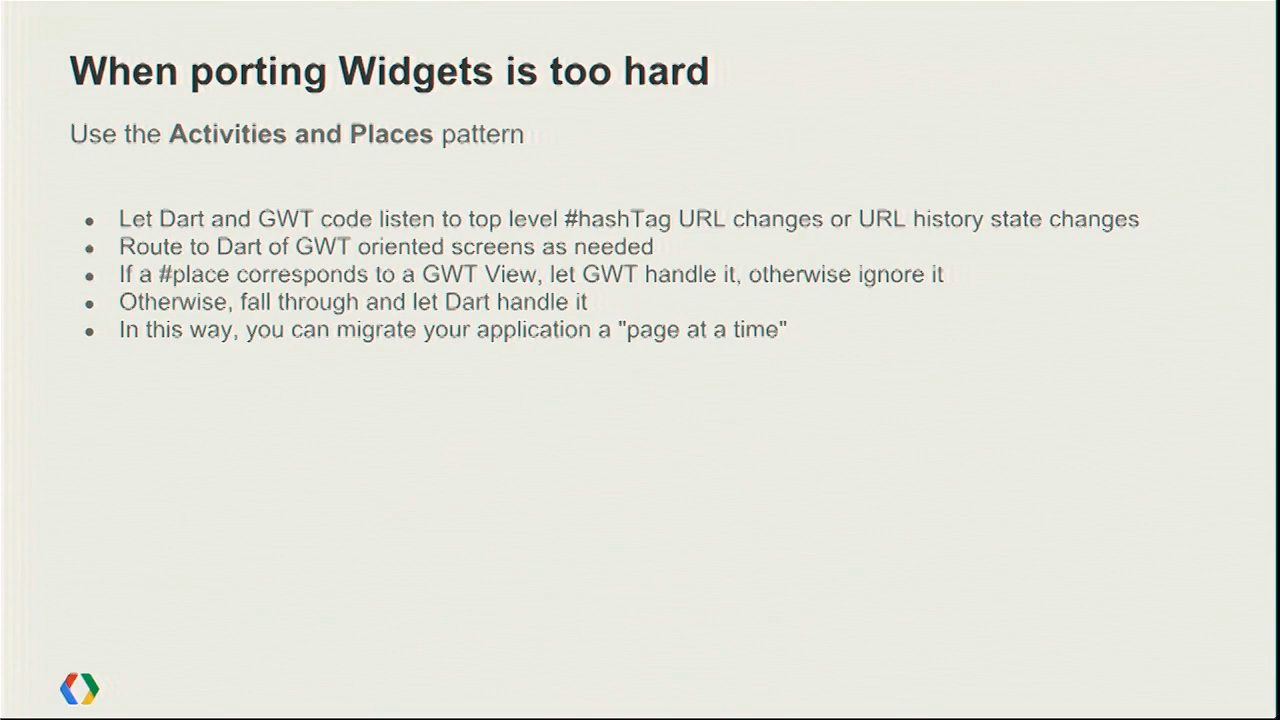 When porting Widgets is too hard
Use the Activities and Places pattern
• Let Dart and GWT code listen to top level #hashTag URL changes or URL history state changes
• Route to Dart of GWT oriented screens as needed
• If a #place corresponds to a GWT View, let GWT handle it, otherwise ignore it
• Otherwise, fall through and let Dart handle it
• In this way, you can migrate your application a "page at a time"